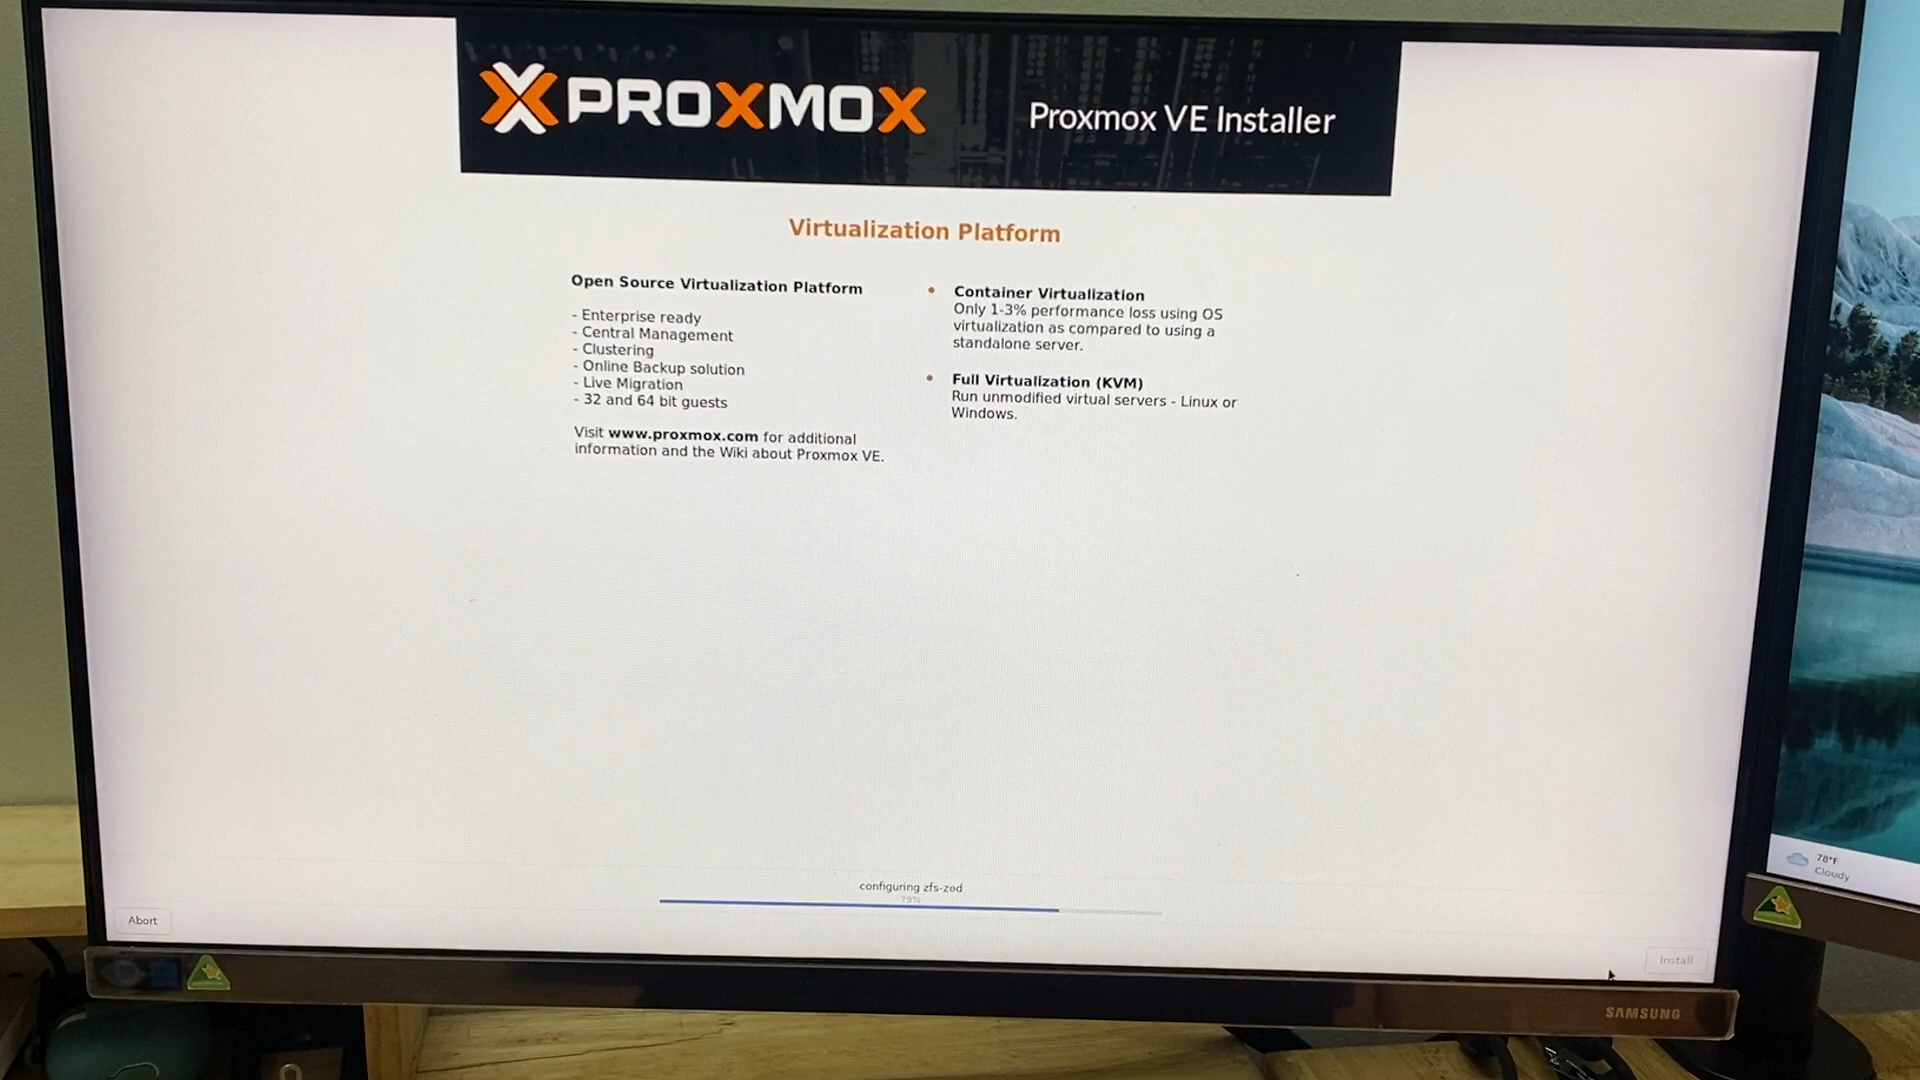 PROXMOX
Proxmox VE Installer
Virtualization Platform
Open Source Virtualization Platform
- Enterprise ready
- Central Management
- Clustering
- Online Backup solution
- Live Migration
- 32 and 64 bit guests
Visit www.proxmox.com for additional
information and the Wiki about Proxmox VE.
• Container Virtualization
Only 1-3% performance loss using OS
virtualization as compared to using a
standalone server.
• Full Virtualization (KVM)
Run unmodified virtual servers - Linux or
Windows.
configuring zfs-zed
79%
Abort
Install
SAMSUNG
78°F
Cloudy